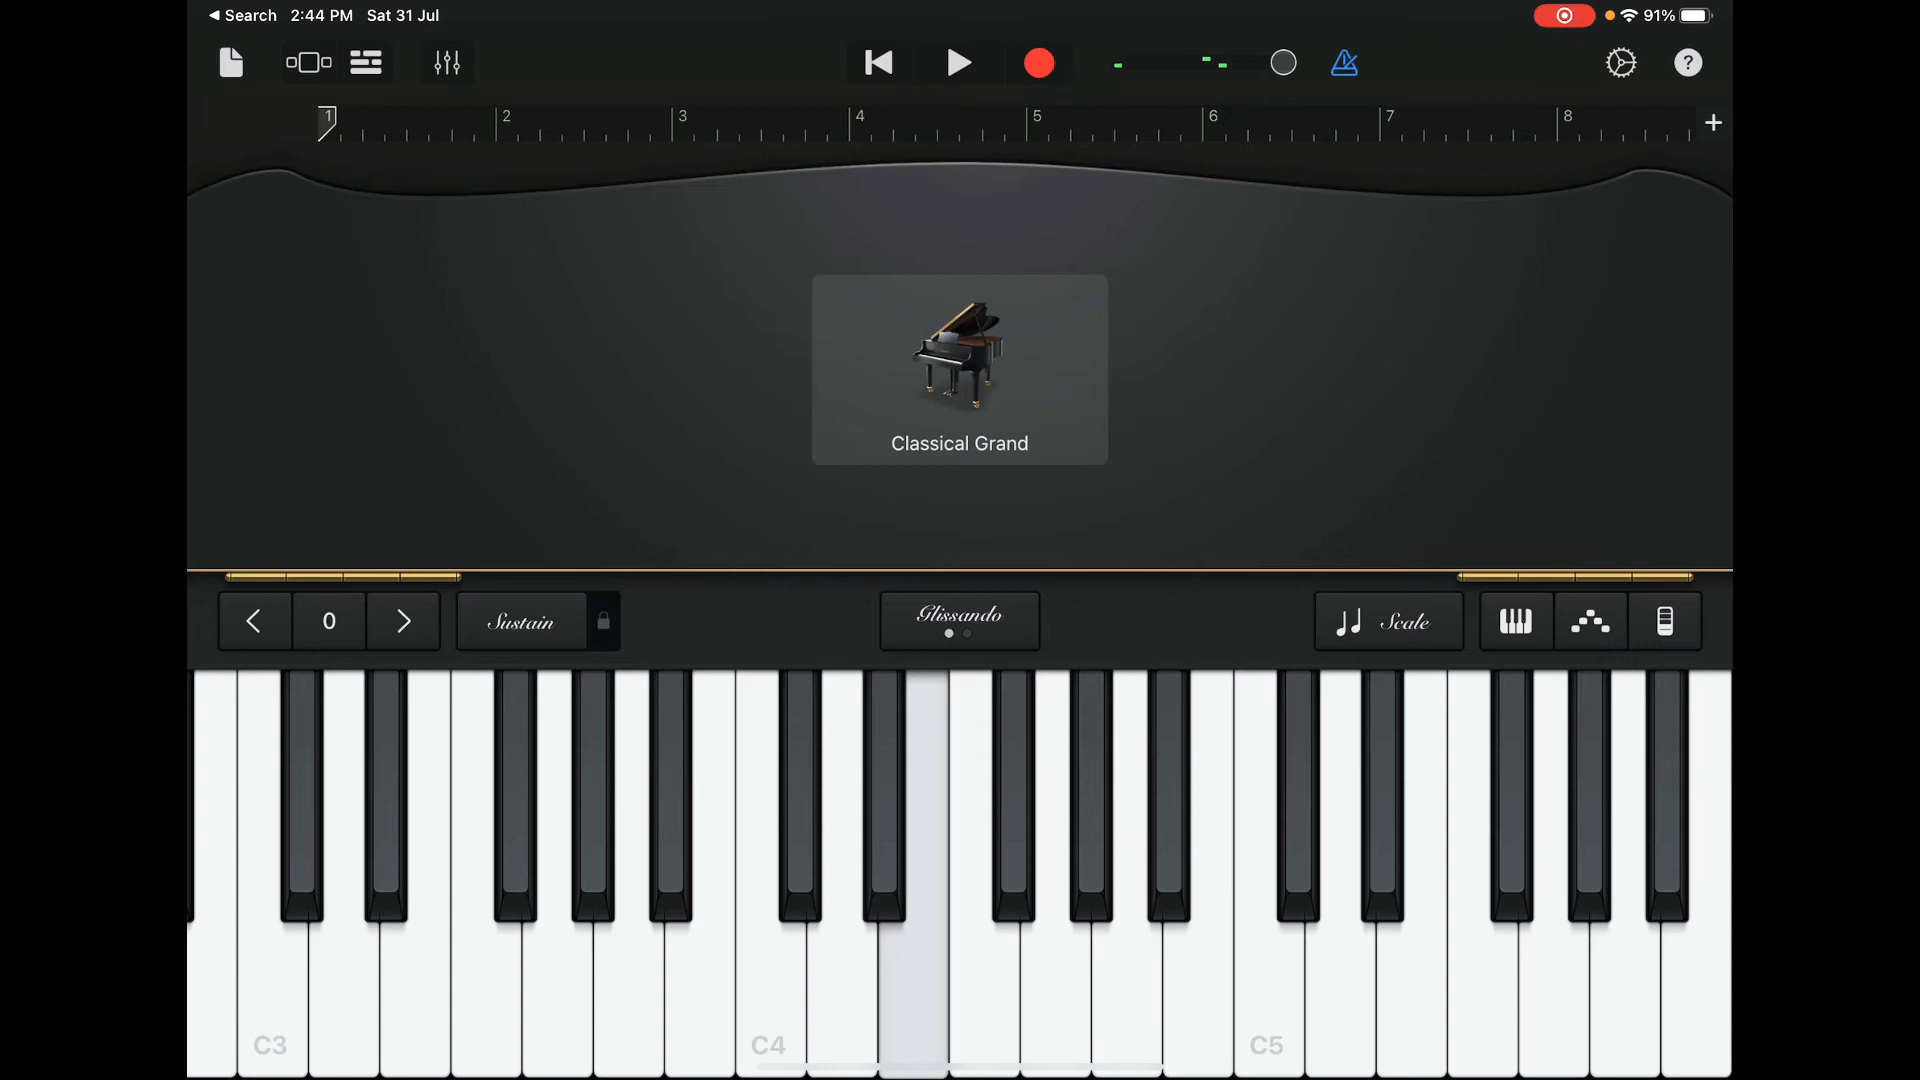 Search 2:44 PM Sat 31 Jul 91%
?
1 2 3 4 5 6 7 8 +
Classical Grand
0 Sustain Glissando Scale
C3 C4 C5